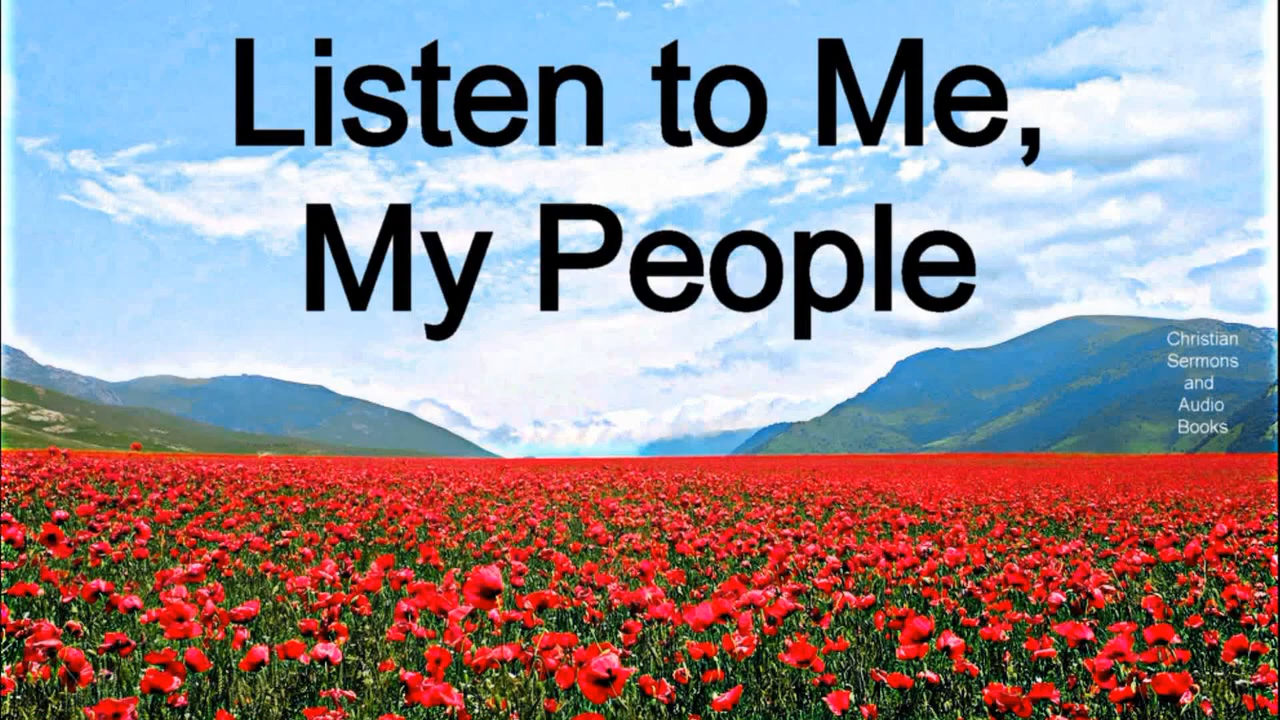 Listen to Me,
My People
Christian
Sermons
and
Audio
Books